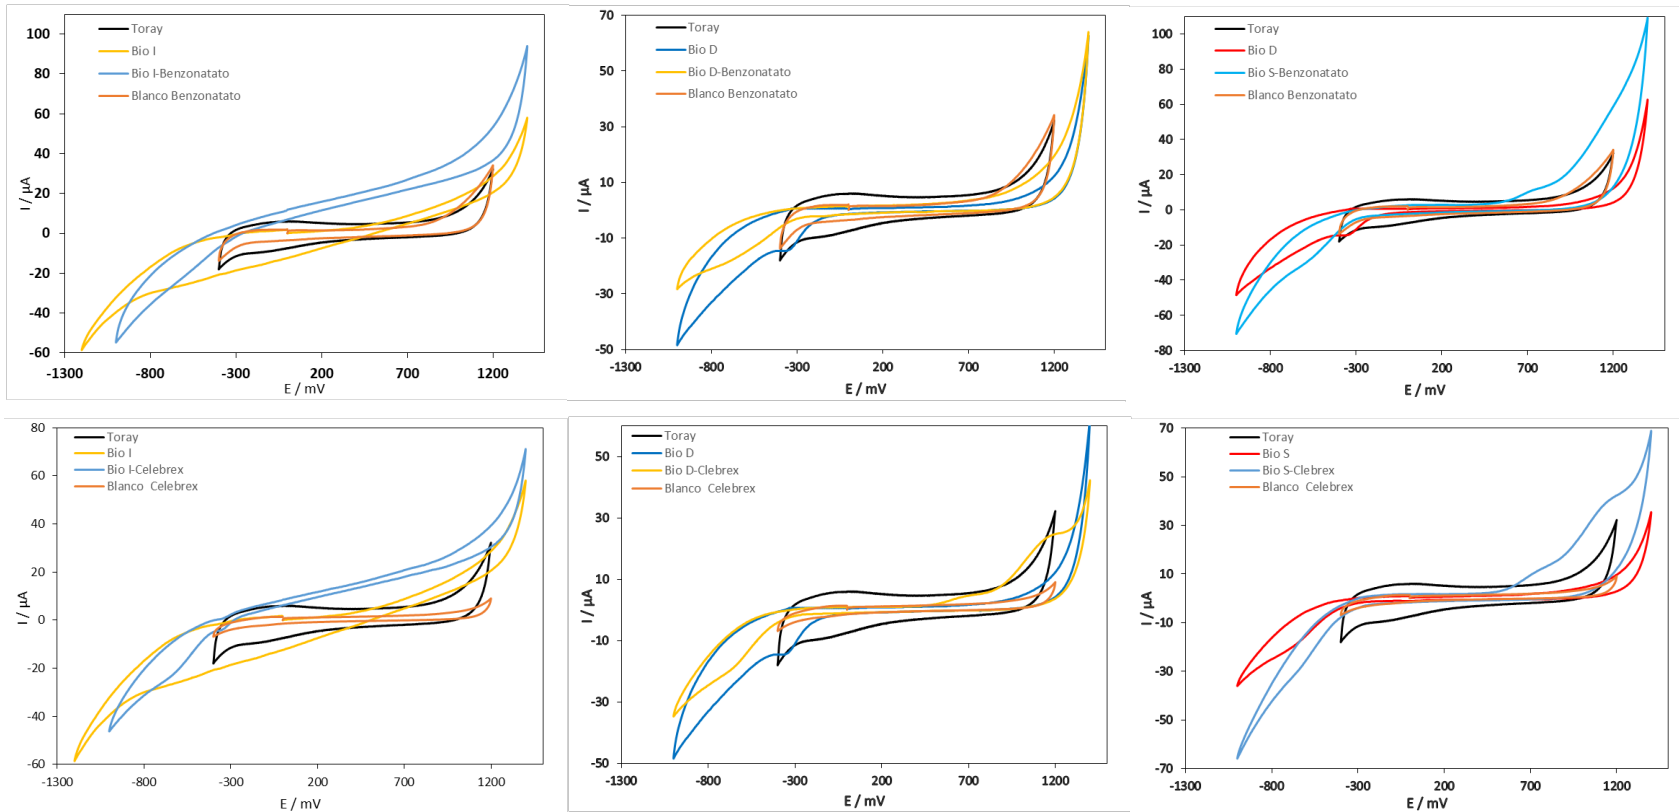 Toray
Bio I
Bio I-Benzonatato
Blanco Benzonatato
100
80
60
40
20
0
-20
-40
-60
I / µA
-1300 -800 -300 200 700 1200
E / mV
Toray
Bio D
Bio D-Benzonatato
Blanco Benzonatato
70
50
30
10
-10
-30
-50
I / µA
-1300 -800 -300 200 700 1200
E / mV
Toray
Bio D
Bio S-Benzonatato
Blanco Benzonatato
100
80
60
40
20
0
-20
-40
-60
-80
I / µA
-1300 -800 -300 200 700 1200
E / mV
Toray
Bio I
Bio I-Celebrex
Blanco Celebrex
80
60
40
20
0
-20
-40
-60
I / µA
-1300 -800 -300 200 700 1200
E / mV
Toray
Bio D
Bio D-Clebrex
Blanco Celebrex
50
30
10
-10
-30
-50
I / µA
-1300 -800 -300 200 700 1200
E / mV
Toray
Bio S
Bio S-Clebrex
Blanco Celebrex
70
50
30
10
-10
-30
-50
-70
I / µA
-1300 -800 -300 200 700 1200
E / mV